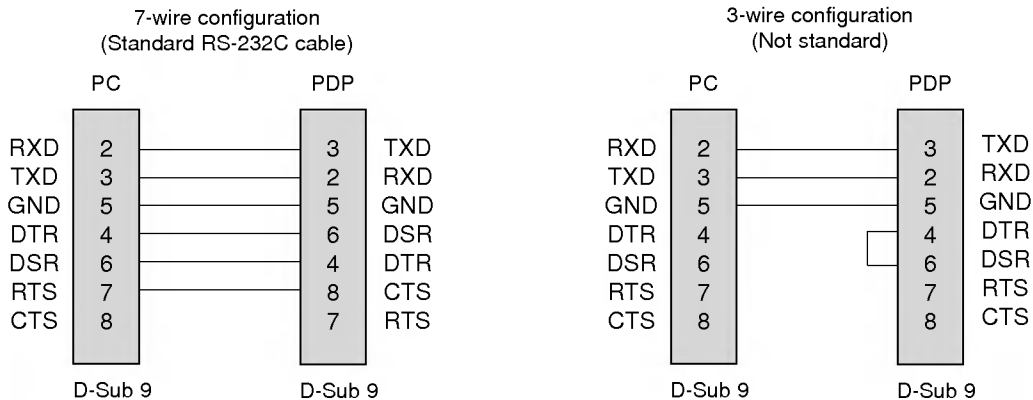 7-wire configuration
(Standard RS-232C cable)
PC PDP
RXD 2 3 TXD
TXD 3 2 RXD
GND 5 5 GND
DTR 4 6 DSR
DSR 6 4 DTR
RTS 7 8 CTS
CTS 8 7 RTS
D-Sub 9 D-Sub 9
3-wire configuration
(Not standard)
PC PDP
RXD 2 3 TXD
TXD 3 2 RXD
GND 5 5 GND
DTR 4 4 DTR
DSR 6 6 DSR
RTS 7 7 RTS
CTS 8 8 CTS
D-Sub 9 D-Sub 9